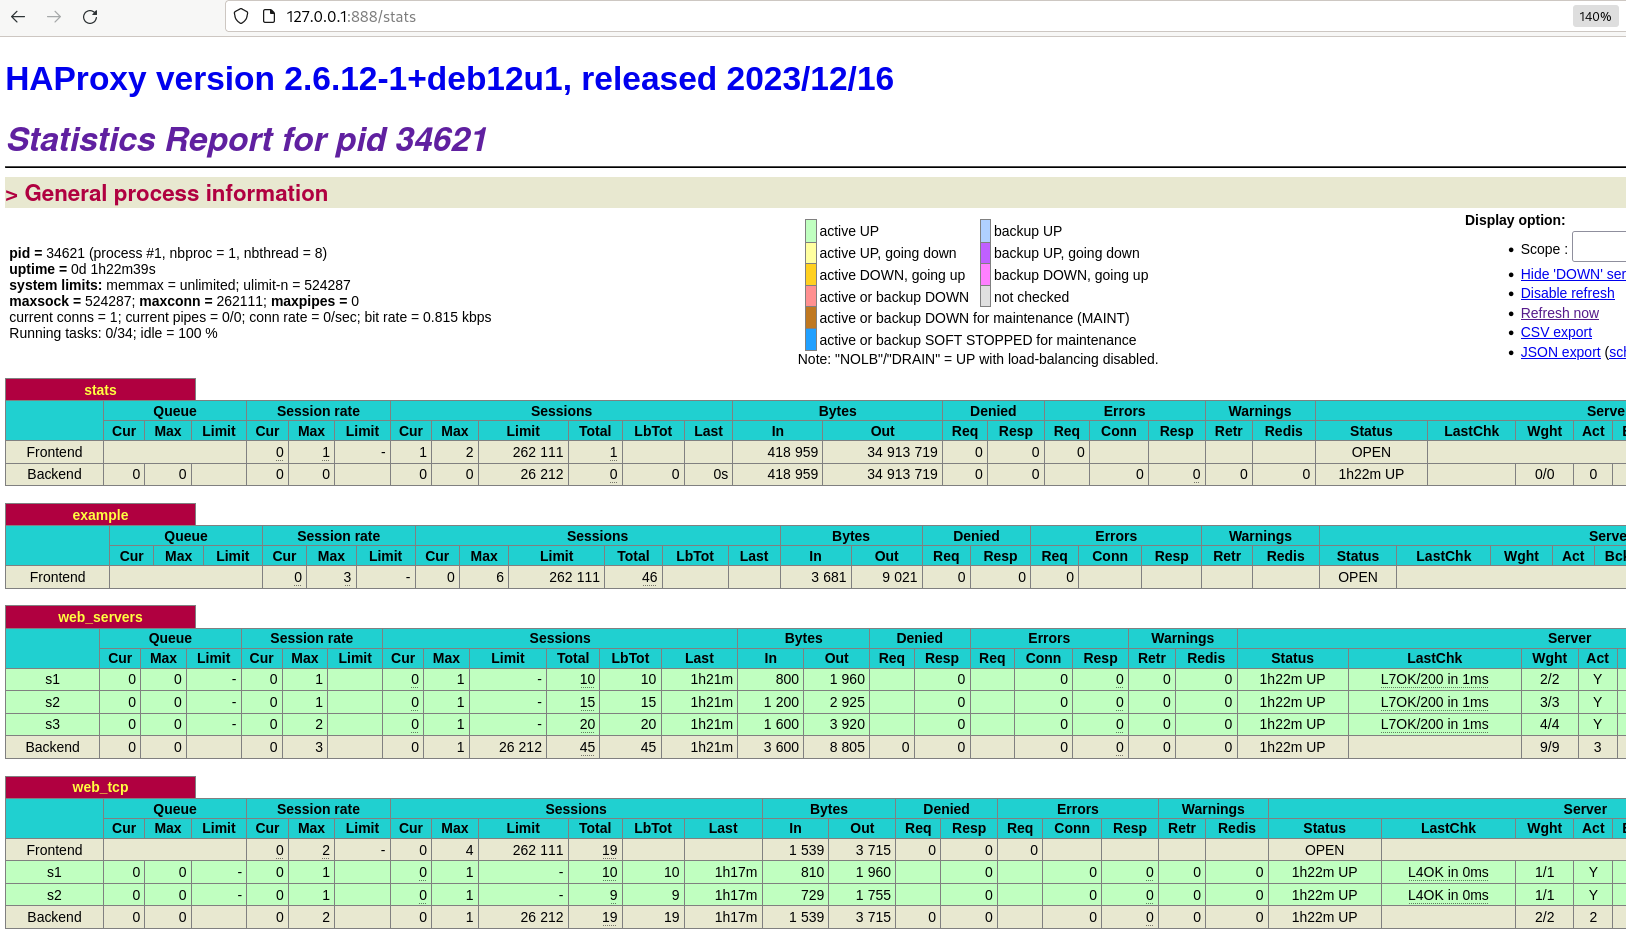 127.0.0.1:888/stats
140%
HAProxy version 2.6.12-1+deb12u1, released 2023/12/16
Statistics Report for pid 34621
> General process information
pid = 34621 (process #1, nbproc = 1, nbthread = 8)
uptime = 0d 1h22m39s
system limits: memmax = unlimited; ulimit-n = 524287
maxsock = 524287; maxconn = 262111; maxpipes = 0
current conns = 1; current pipes = 0/0; conn rate = 0/sec; bit rate = 0.815 kbps
Running tasks: 0/34; idle = 100 %
active UP backup UP
active UP, going down backup UP, going down
active DOWN, going up backup DOWN, going up
active or backup DOWN not checked
active or backup DOWN for maintenance (MAINT)
active or backup SOFT STOPPED for maintenance
Note: "NOLB"/"DRAIN" = UP with load-balancing disabled.
Display option:
• Scope :
• Hide 'DOWN' ser
• Disable refresh
• Refresh now
• CSV export
• JSON export (sch
stats
Queue Session rate Sessions Bytes Denied Errors Warnings Serve
Cur Max Limit Cur Max Limit Cur Max Limit Total LbTot Last In Out Req Resp Req Conn Resp Retr Redis Status LastChk Wght Act
Frontend 0 1 - 1 2 262 111 1 418 959 34 913 719 0 0 0 OPEN
Backend 0 0 0 0 0 0 26 212 0 0 0s 418 959 34 913 719 0 0 0 0 0 0 1h22m UP 0/0 0
example
Queue Session rate Sessions Bytes Denied Errors Warnings Serve
Cur Max Limit Cur Max Limit Cur Max Limit Total LbTot Last In Out Req Resp Req Conn Resp Retr Redis Status LastChk Wght Act Bck
Frontend 0 3 - 0 6 262 111 46 3 681 9 021 0 0 0 OPEN
web_servers
Queue Session rate Sessions Bytes Denied Errors Warnings Server
Cur Max Limit Cur Max Limit Cur Max Limit Total LbTot Last In Out Req Resp Req Conn Resp Retr Redis Status LastChk Wght Act
s1 0 0 - 0 1 0 1 - 10 10 1h21m 800 1 960 0 0 0 0 0 1h22m UP L7OK/200 in 1ms 2/2 Y
s2 0 0 - 0 1 0 1 - 15 15 1h21m 1 200 2 925 0 0 0 0 0 1h22m UP L7OK/200 in 1ms 3/3 Y
s3 0 0 - 0 2 0 1 - 20 20 1h21m 1 600 3 920 0 0 0 0 0 1h22m UP L7OK/200 in 1ms 4/4 Y
Backend 0 0 0 3 0 1 26 212 45 45 1h21m 3 600 8 805 0 0 0 0 0 0 1h22m UP 9/9 3
web_tcp
Queue Session rate Sessions Bytes Denied Errors Warnings Server
Cur Max Limit Cur Max Limit Cur Max Limit Total LbTot Last In Out Req Resp Req Conn Resp Retr Redis Status LastChk Wght Act
Frontend 0 2 - 0 4 262 111 19 1 539 3 715 0 0 0 OPEN
s1 0 0 - 0 1 0 1 - 10 10 1h17m 810 1 960 0 0 0 0 0 1h22m UP L4OK in 0ms 1/1 Y
s2 0 0 - 0 1 0 1 - 9 9 1h17m 729 1 755 0 0 0 0 0 1h22m UP L4OK in 0ms 1/1 Y
Backend 0 0 0 2 0 1 26 212 19 19 1h17m 1 539 3 715 0 0 0 0 0 0 1h22m UP 2/2 2